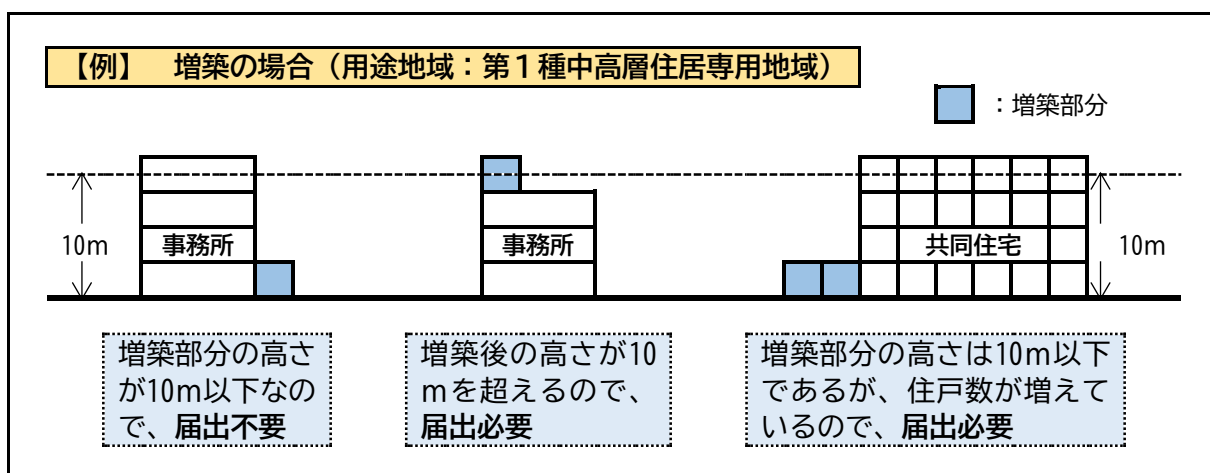 【例】　増築の場合（用途地域：第１種中高層住居専用地域）
：増築部分
10m
事務所
事務所
共同住宅
10m
増築部分の高さ
が10m以下なの
で、届出不要
増築後の高さが10
ｍを超えるので、
届出必要
増築部分の高さは10m以下
であるが、住戸数が増えて
いるので、届出必要